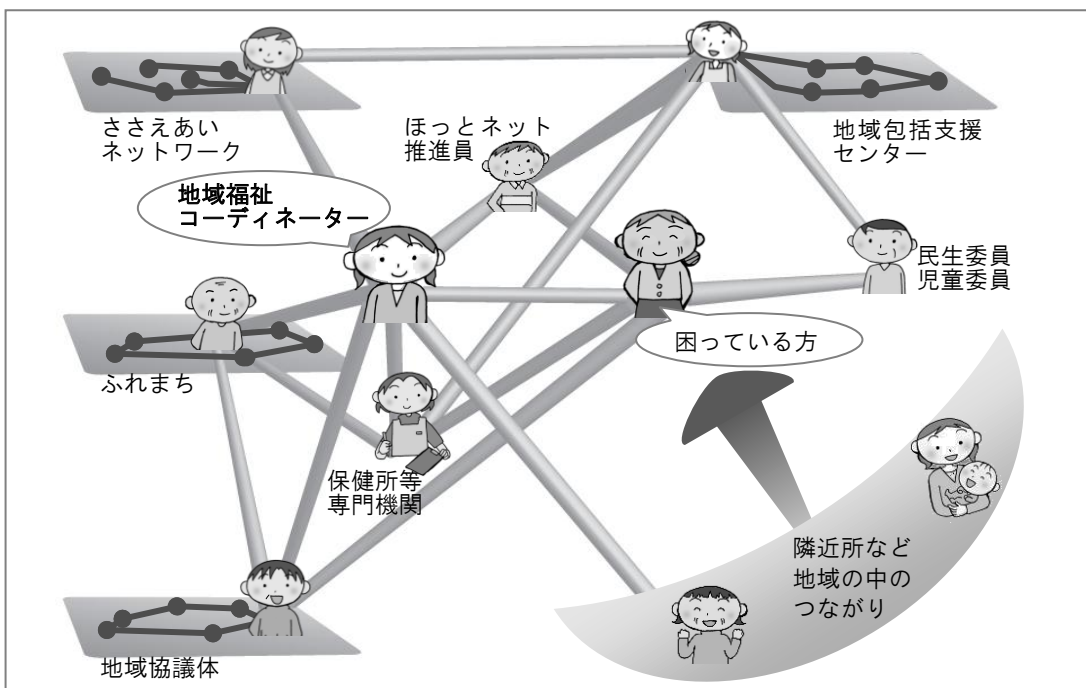 ささえあい
ネットワーク
ほっとネット
推進員
地域包括支援
センター
地域福祉
コーディネーター
民生委員
児童委員
困っている方
ふれまち
保健所等
専門機関
隣近所など
地域の中の
つながり
地域協議体